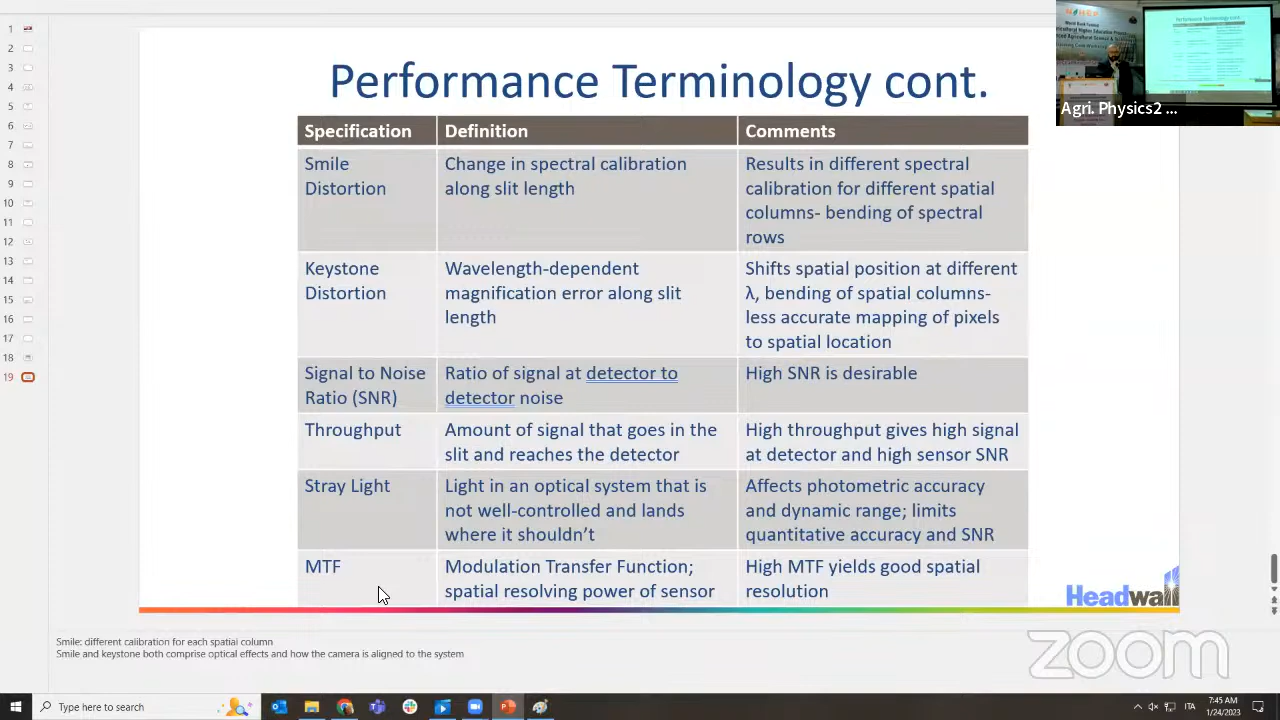 Performance Terminology cont.
Specification Definition Comments
Smile
Distortion
Change in spectral calibration
along slit length
Results in different spectral
calibration for different spatial
columns- bending of spectral
rows
Keystone
Distortion
Wavelength-dependent
magnification error along slit
length
Shifts spatial position at different
λ, bending of spatial columns-
less accurate mapping of pixels
to spatial location
Signal to Noise
Ratio (SNR)
Ratio of signal at detector to
detector noise
High SNR is desirable
Throughput
Amount of signal that goes in the
slit and reaches the detector
High throughput gives high signal
at detector and high sensor SNR
Stray Light
Light in an optical system that is
not well-controlled and lands
where it shouldn’t
Affects photometric accuracy
and dynamic range; limits
quantitative accuracy and SNR
MTF
Modulation Transfer Function;
spatial resolving power of sensor
High MTF yields good spatial
resolution
Headwall
7
8
9
10
11
12
13
14
15
16
17
18
19
Performance Terminology cont.
Agri. Physics2 ...
Smile: different calibration for each spatial column
Smile and keystone both comprise optical effects and how the camera is aligned to the system
zoom
Type here to search
ITA
7:45 AM
1/24/2023